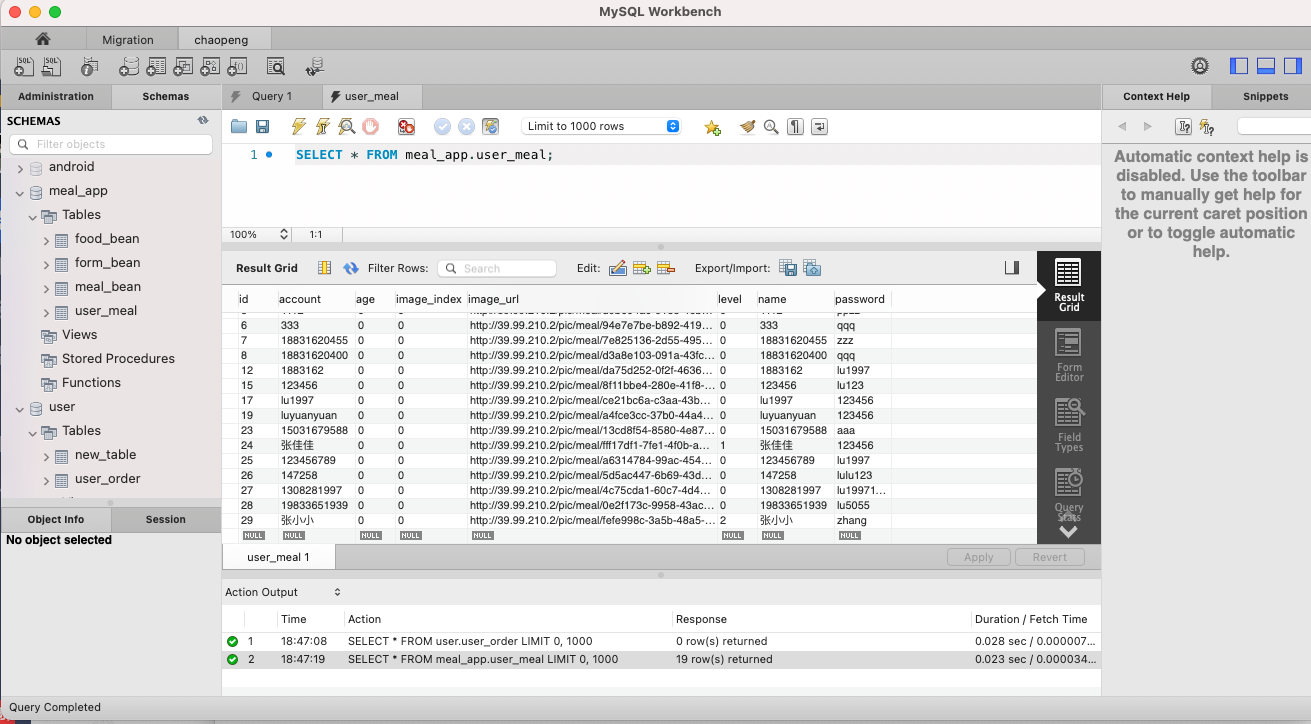 MySQL Workbench
Migration
chaopeng
Administration
Schemas
SCHEMAS
Filter objects
android
meal_app
Tables
food_bean
form_bean
meal_bean
user_meal
Views
Stored Procedures
Functions
user
Tables
new_table
user_order
Object Info
Session
No object selected
Query 1
user_meal
Limit to 1000 rows
1 SELECT * FROM meal_app.user_meal;
100% 1:1
Result Grid Filter Rows: Search Edit: Export/Import:
id account age image_index image_url level name password
6 333 0 0 http://39.99.210.2/pic/meal/94e7e7be-b892-419... 0 333 qqq
7 18831620455 0 0 http://39.99.210.2/pic/meal/7e825136-2d55-495... 0 18831620455 zzz
8 18831620400 0 0 http://39.99.210.2/pic/meal/d3a8e103-091a-43fc... 0 18831620400 qqq
12 1883162 0 0 http://39.99.210.2/pic/meal/da75d252-0f2f-4636... 0 1883162 lu1997
15 123456 0 0 http://39.99.210.2/pic/meal/8f11bbe4-280e-41f8-... 0 123456 lu123
17 lu1997 0 0 http://39.99.210.2/pic/meal/ce21bc6a-c3aa-43b... 0 lu1997 123456
19 luyuanyuan 0 0 http://39.99.210.2/pic/meal/a4fce3cc-37b0-44a4... 0 luyuanyuan 123456
23 15031679588 0 0 http://39.99.210.2/pic/meal/13cd8f54-8580-4e87... 0 15031679588 aaa
24 张佳佳 0 0 http://39.99.210.2/pic/meal/fff17df1-7fe1-4f0b-a... 1 张佳佳 123456
25 123456789 0 0 http://39.99.210.2/pic/meal/a6314784-99ac-454... 0 123456789 lu1997
26 147258 0 0 http://39.99.210.2/pic/meal/5d5ac447-6b69-43d... 0 147258 lulu123
27 1308281997 0 0 http://39.99.210.2/pic/meal/4c75cda1-60c7-4d4... 0 1308281997 lu19971...
28 19833651939 0 0 http://39.99.210.2/pic/meal/0e2f173c-9958-43ac... 0 19833651939 lu5055
29 张小小 0 0 http://39.99.210.2/pic/meal/fefe998c-3a5b-48a5-... 2 张小小 zhang
NULL NULL NULL NULL NULL NULL NULL NULL
Result
Grid
Form
Editor
Field
Types
Query
Stats
user_meal 1
Apply
Revert
Action Output
Time Action Response Duration / Fetch Time
1 18:47:08 SELECT * FROM user.user_order LIMIT 0, 1000 0 row(s) returned 0.028 sec / 0.000007...
2 18:47:19 SELECT * FROM meal_app.user_meal LIMIT 0, 1000 19 row(s) returned 0.023 sec / 0.000034...
Context Help
Snippets
Automatic context help is
disabled. Use the toolbar
to manually get help for
the current caret position
or to toggle automatic
help.
Query Completed